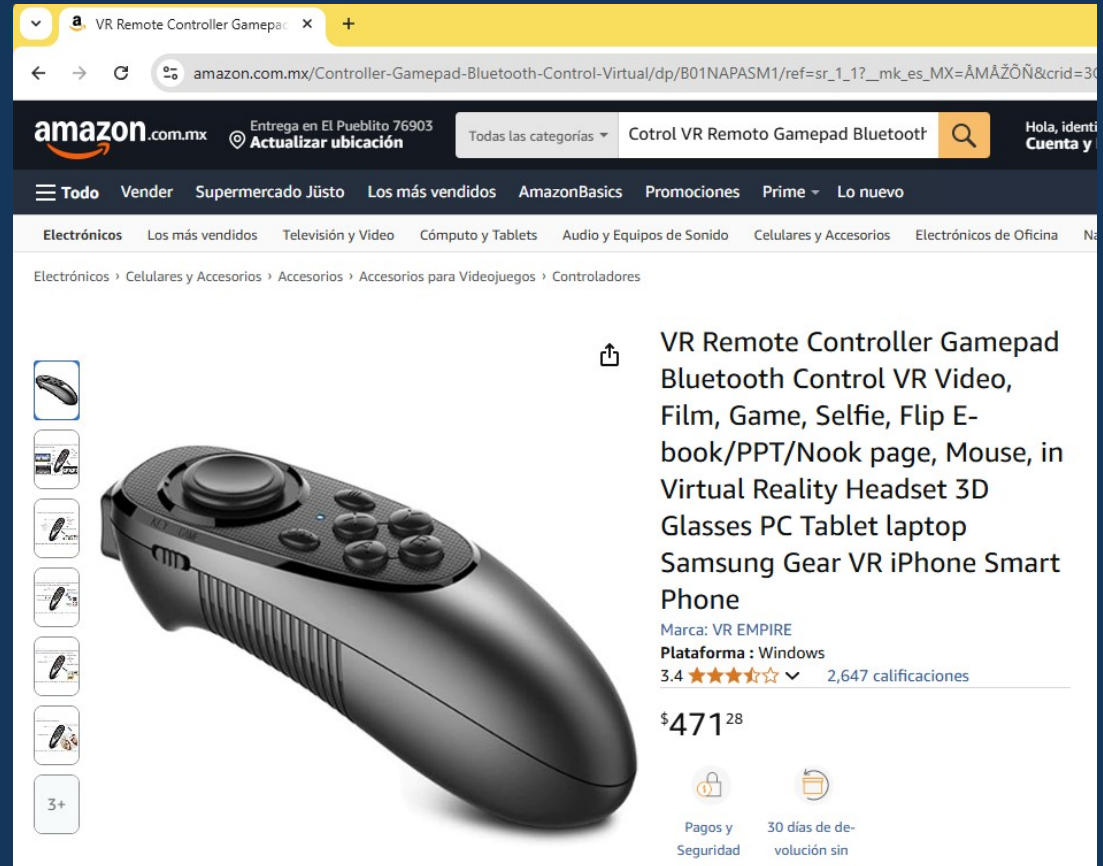 VR Remote Controller Gamepad
amazon.com.mx/Controller-Gamepad-Bluetooth-Control-Virtual/dp/B01NAPASM1/ref=sr_1_1?__mk_es_MX=ÅMÅŽÕÑ&crid=3
amazon.com.mx
Entrega en El Pueblito 76903
Actualizar ubicación
Todas las categorías
Cotrol VR Remoto Gamepad Bluetooth
Hola, identi
Cuenta y
Todo Vender Supermercado Jüsto Los más vendidos AmazonBasics Promociones Prime Lo nuevo
Electrónicos Los más vendidos Televisión y Video Cómputo y Tablets Audio y Equipos de Sonido Celulares y Accesorios Electrónicos de Oficina Na
Electrónicos › Celulares y Accesorios › Accesorios › Accesorios para Videojuegos › Controladores
VR Remote Controller Gamepad
Bluetooth Control VR Video,
Film, Game, Selfie, Flip E-
book/PPT/Nook page, Mouse, in
Virtual Reality Headset 3D
Glasses PC Tablet laptop
Samsung Gear VR iPhone Smart
Phone
Marca: VR EMPIRE
Plataforma : Windows
3.4 2,647 calificaciones
$47128
Pagos y
Seguridad
30 días de de-
volución sin
3+
KEY GAME